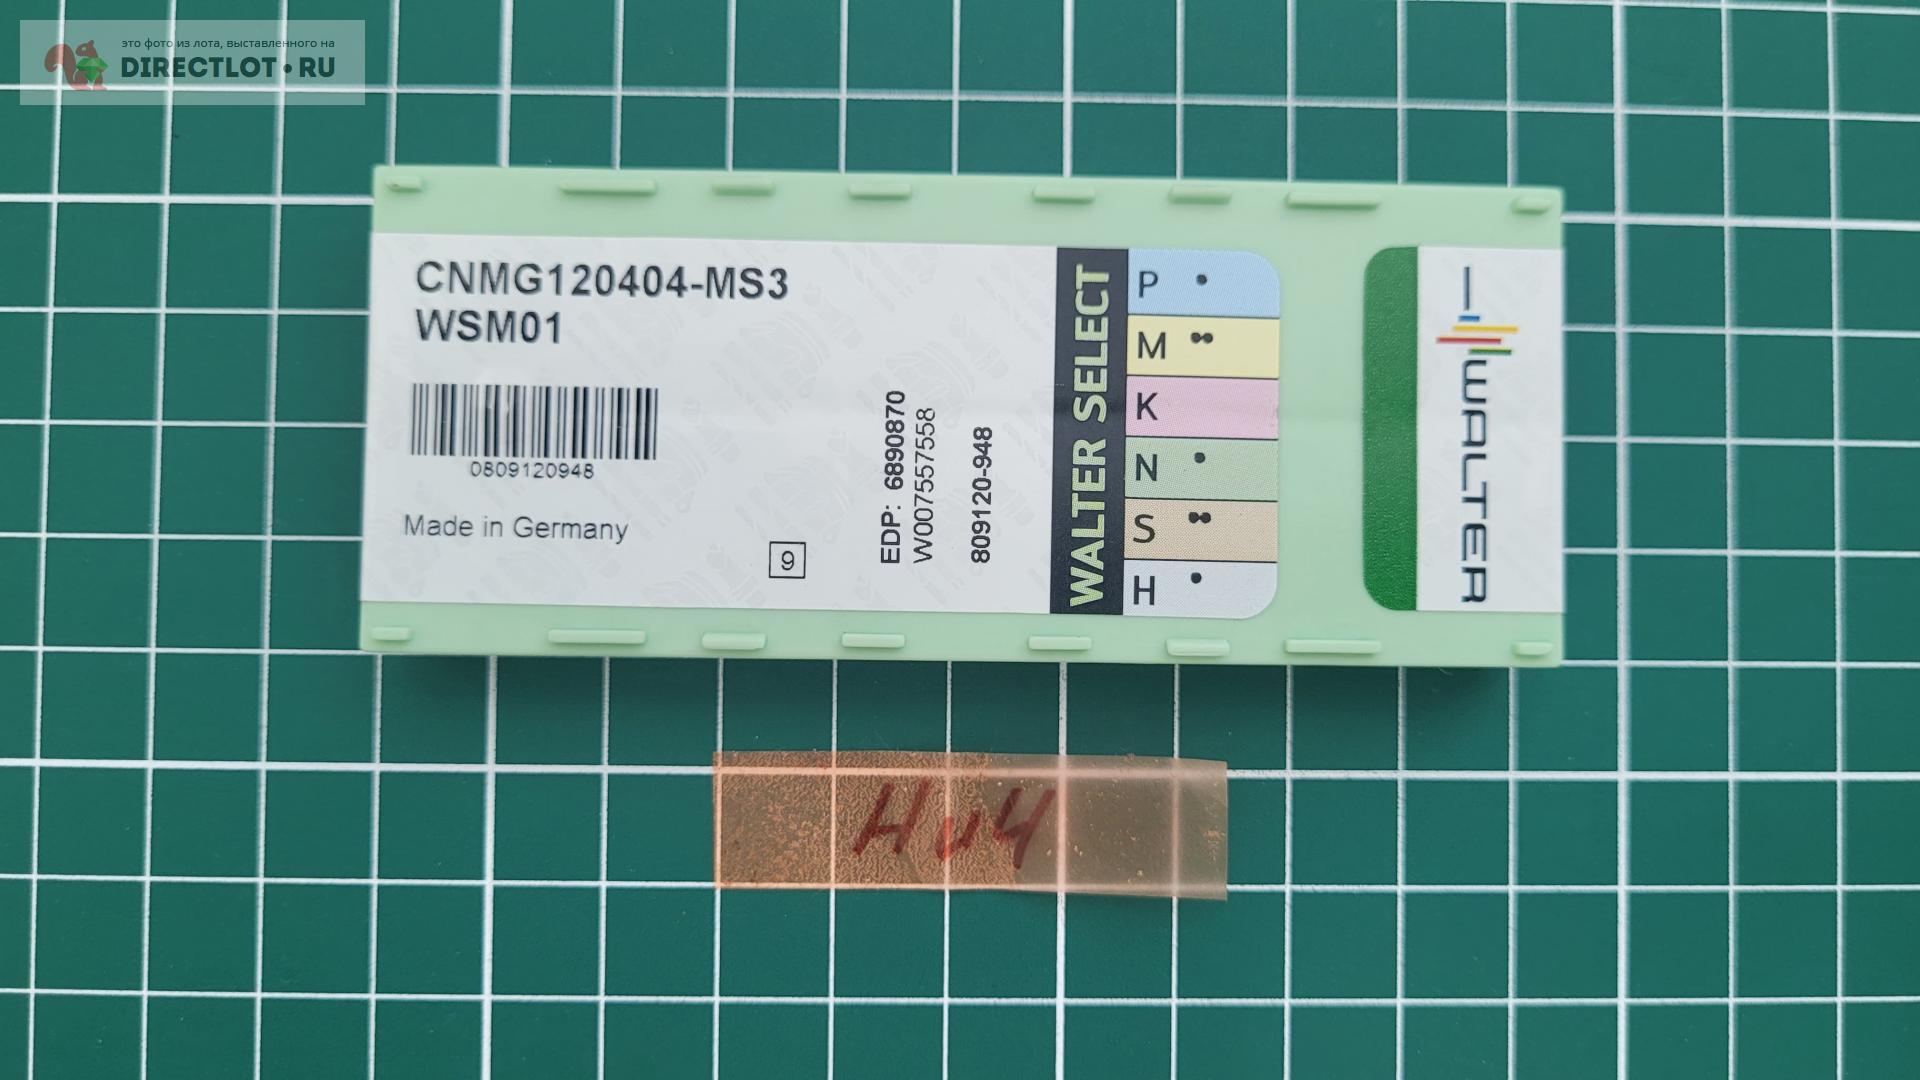 это фото из лота, выставленного на
DIRECTLOT•RU
CNMG120404-MS3
WSM01
0809120948
Made in Germany
9
EDP: 6890870
W007557558
809120-948
WALTER SELECT
P
M
K
N
S
H
WALTER
Ни4